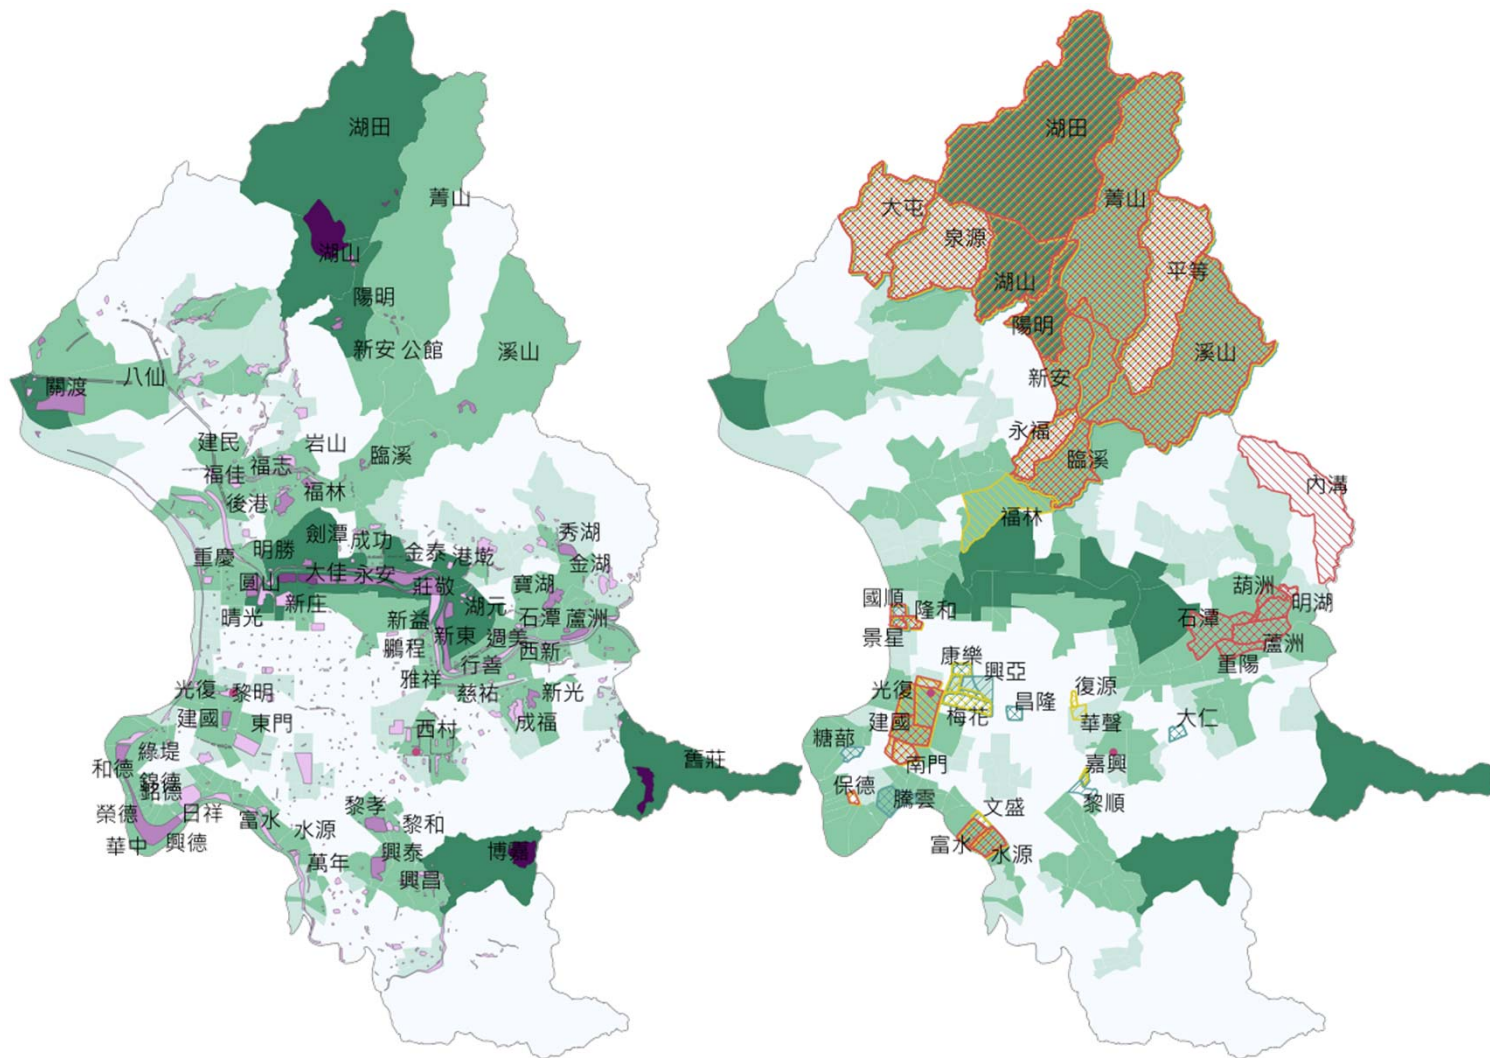 湖田
菁山
湖山
陽明
新安
公館
溪山
八仙
關渡
建民
岩山
福佳
福志
臨溪
後港
福林
劍潭
明勝
成功
金泰
港墘
秀湖
重慶
金湖
圓山
大佳
永安
莊敬
寶湖
晴光
新庄
湖元
新益
新東
週美
石潭
蘆洲
鵬程
西新
行善
雅祥
慈祐
新光
光復
黎明
建國
東門
西村
成福
綠堤
和德
錦德
銘德
舊莊
榮德
日祥
富水
水源
黎孝
黎和
華中
興德
萬年
興泰
博嘉
興昌
湖田
大屯
菁山
泉源
平等
湖山
陽明
溪山
新安
永福
臨溪
內溝
福林
國順
隆和
葫洲
明湖
景星
石潭
蘆洲
重陽
康樂
興亞
光復
昌隆
復源
建國
梅花
華聲
大仁
糖蔀
南門
嘉興
保德
騰雲
黎順
文盛
富水
水源